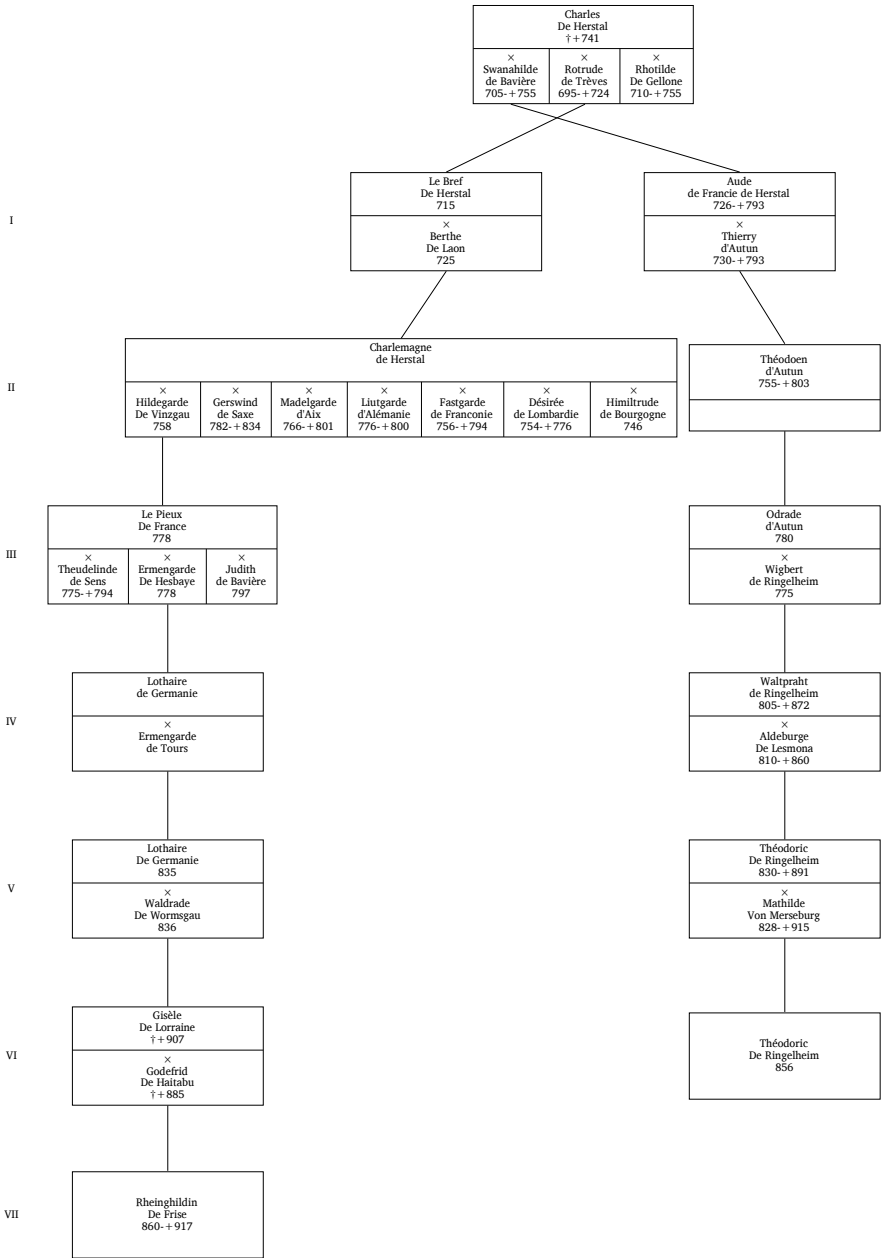 Charles
De Herstal
†+741
×
Swanahilde
de Bavière
705-+755
×
Rotrude
de Trèves
695-+724
×
Rhotilde
De Gellone
710-+755
I
Le Bref
De Herstal
715
×
Berthe
De Laon
725
Aude
de Francie de Herstal
726-+793
×
Thierry
d'Autun
730-+793
II
Charlemagne
de Herstal
×
Hildegarde
De Vinzgau
758
×
Gerswind
de Saxe
782-+834
×
Madelgarde
d'Aix
766-+801
×
Liutgarde
d'Alémanie
776-+800
×
Fastgarde
de Franconie
756-+794
×
Désirée
de Lombardie
754-+776
×
Himiltrude
de Bourgogne
746
Théodoen
d'Autun
755-+803
III
Le Pieux
De France
778
×
Theudelinde
de Sens
775-+794
×
Ermengarde
De Hesbaye
778
×
Judith
de Bavière
797
Odrade
d'Autun
780
×
Wigbert
de Ringelheim
775
IV
Lothaire
de Germanie
×
Ermengarde
de Tours
Waltpraht
de Ringelheim
805-+872
×
Aldeburge
De Lesmona
810-+860
V
Lothaire
De Germanie
835
×
Waldrade
De Wormsgau
836
Théodoric
De Ringelheim
830-+891
×
Mathilde
Von Merseburg
828-+915
VI
Gisèle
De Lorraine
†+907
×
Godefrid
De Haitabu
†+885
Théodoric
De Ringelheim
856
VII
Rheinghildin
De Frise
860-+917